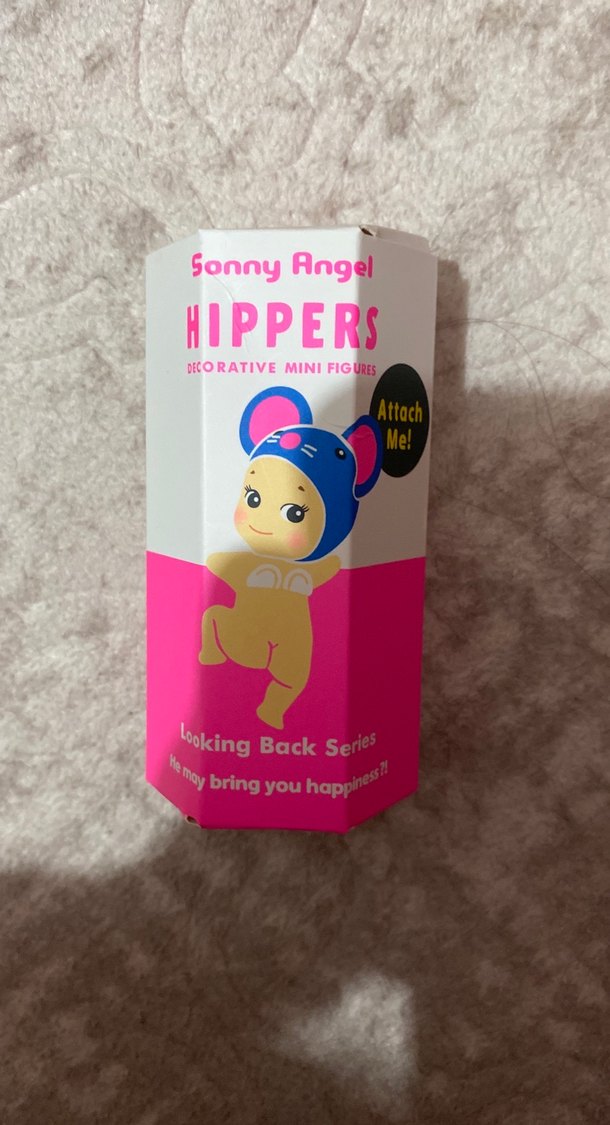 Sonny Angel
HIPPERS
DECORATIVE MINI FIGURES
Attach
Me!
Looking Back Series
He may bring you happiness?!